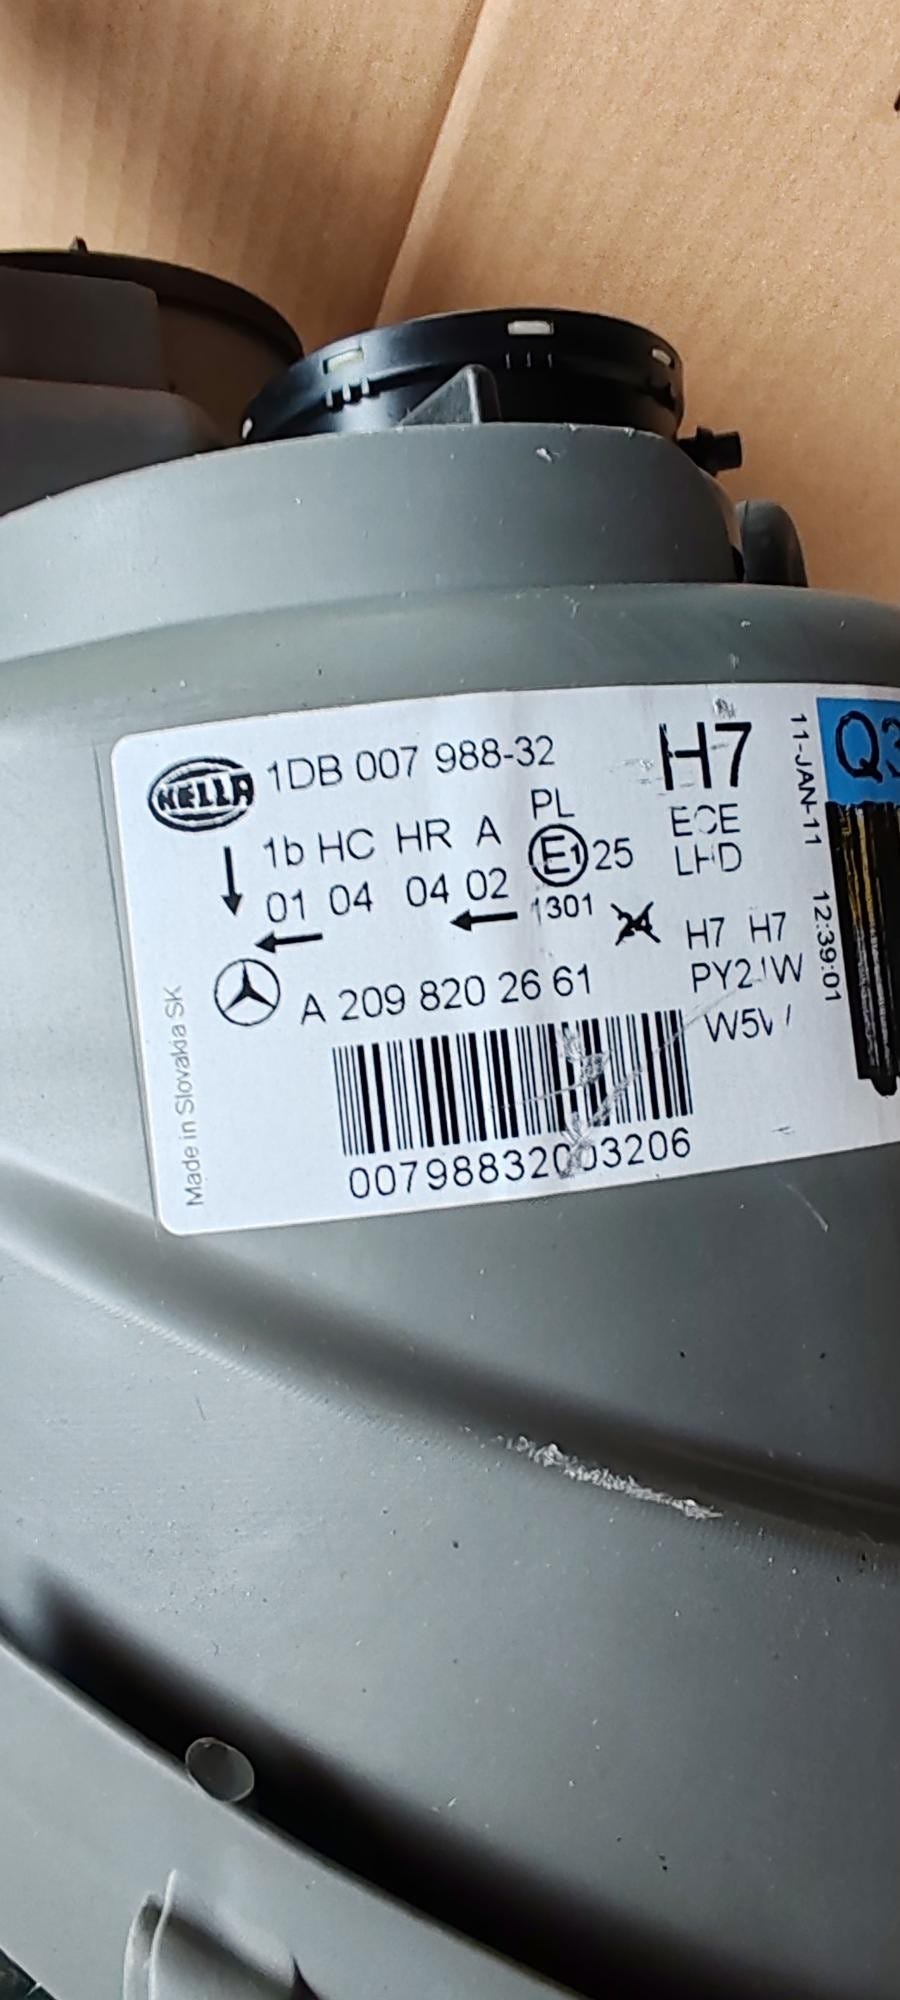 HELLA 1DB 007 988-32
H7
PL
1b HC HR A
E1 25
ECE
LHD
01 04 04 02
1301
H7 H7
A 209 820 26 61
W5W
00798832003206
Made in Slovakia SK
11-JAN-11 12:39:01